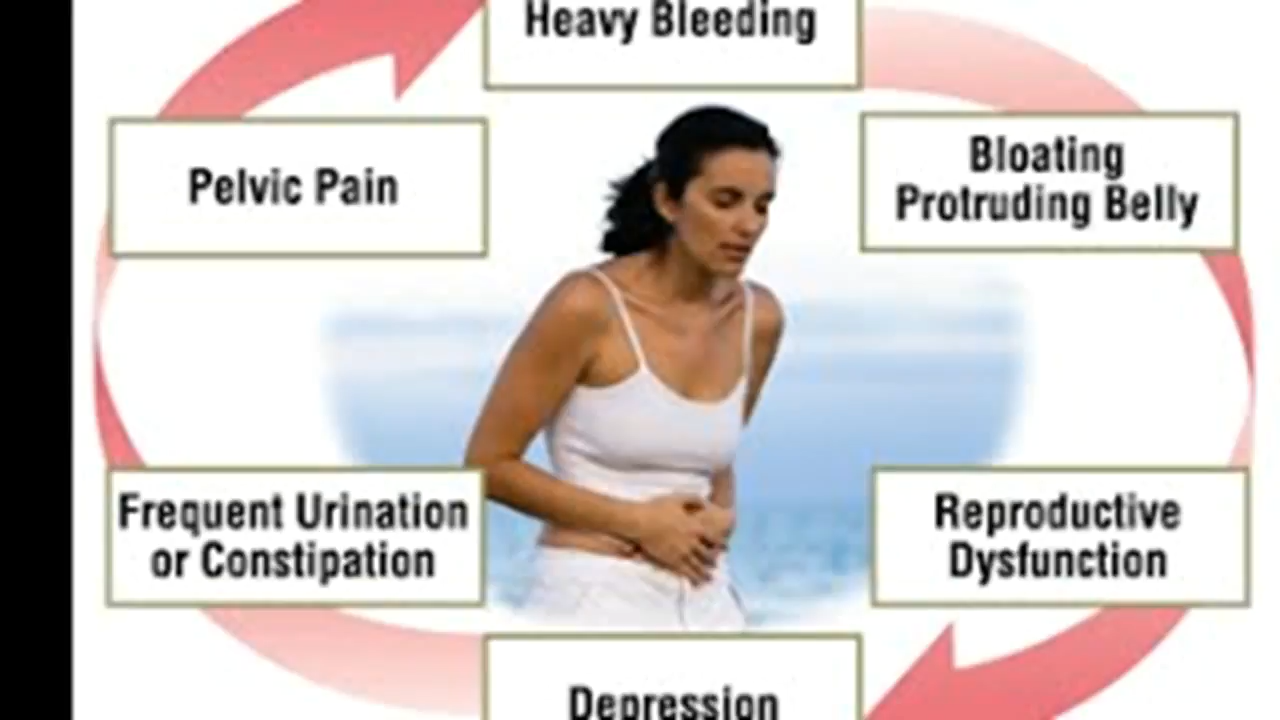 Heavy Bleeding
Pelvic Pain
Bloating
Protruding Belly
Frequent Urination
or Constipation
Reproductive
Dysfunction
Depression